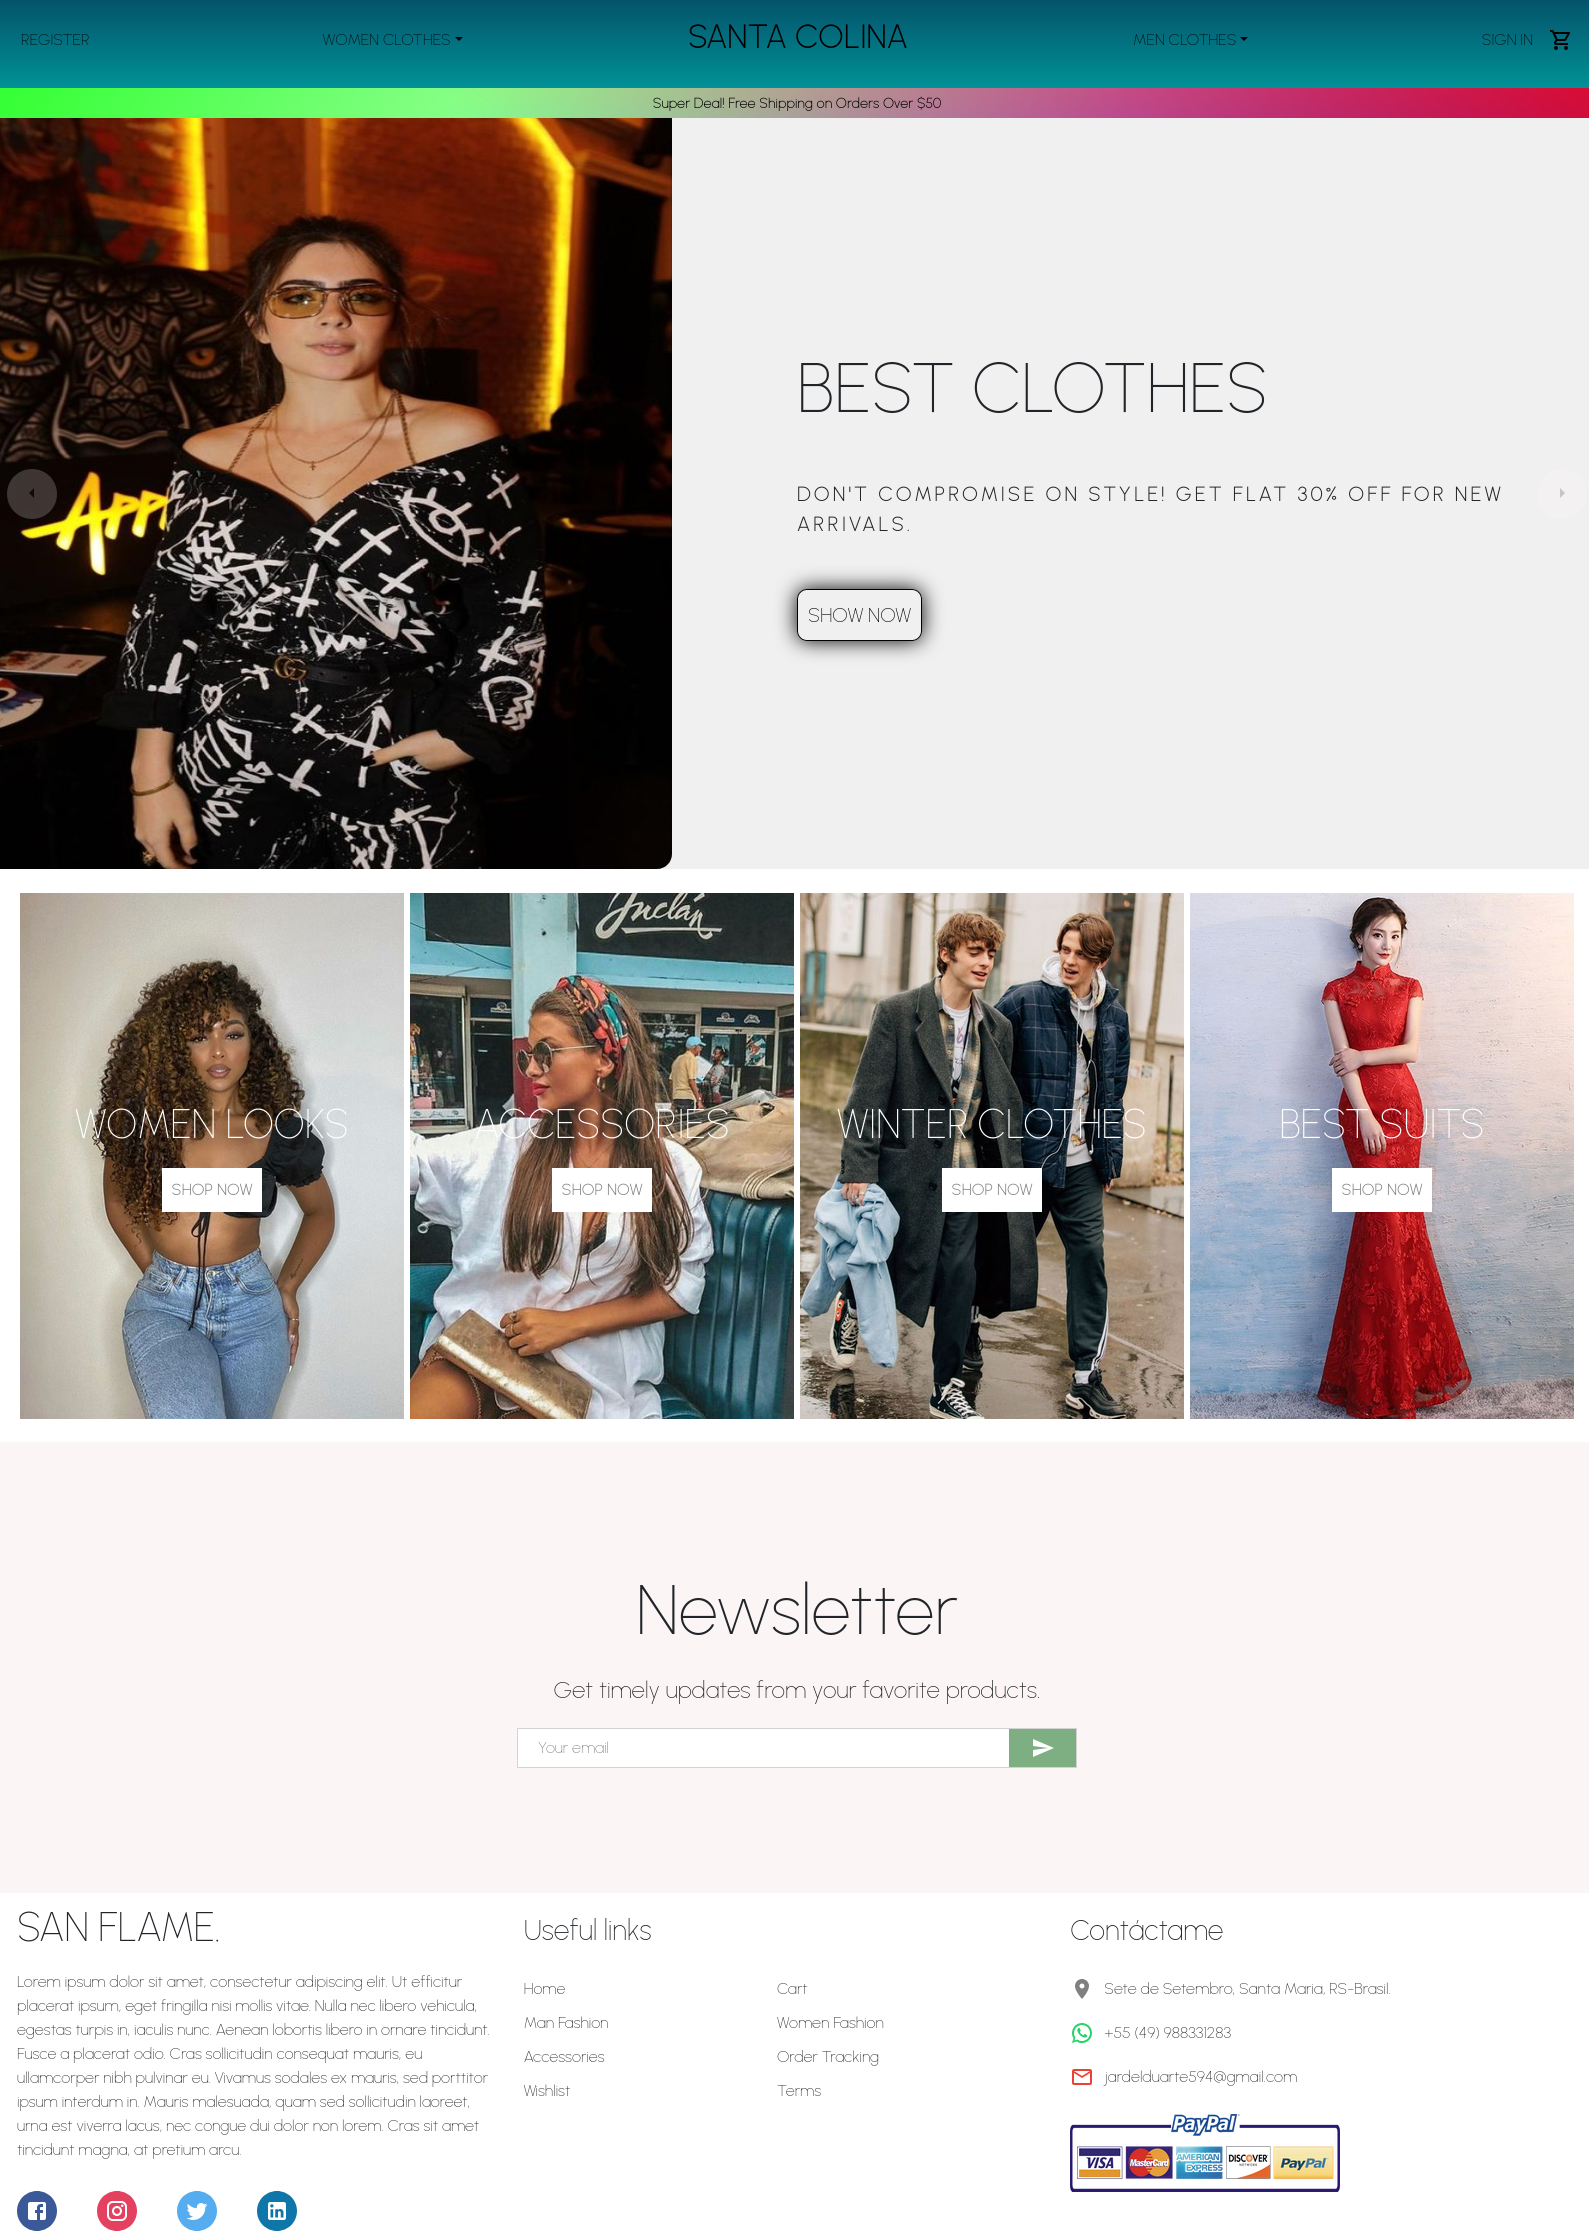 REGISTER
WOMEN CLOTHES
SANTA COLINA
MEN CLOTHES
SIGN IN
Super Deal! Free Shipping on Orders Over $50
BEST CLOTHES
DON'T COMPROMISE ON STYLE! GET FLAT 30% OFF FOR NEW
ARRIVALS.
SHOW NOW
Inclán
WOMEN LOOKS
SHOP NOW
ACCESSORIES
SHOP NOW
WINTER CLOTHES
SHOP NOW
BEST SUITS
SHOP NOW
Newsletter
Get timely updates from your favorite products.
Your email
SAN FLAME.
Lorem ipsum dolor sit amet, consectetur adipiscing elit. Ut efficitur
placerat ipsum, eget fringilla nisi mollis vitae. Nulla nec libero vehicula,
egestas turpis in, iaculis nunc. Aenean lobortis libero in ornare tincidunt.
Fusce a placerat odio. Cras sollicitudin consequat mauris, eu
ullamcorper nibh pulvinar eu. Vivamus sodales ex mauris, sed porttitor
ipsum interdum in. Mauris malesuada, quam sed sollicitudin laoreet,
urna est viverra lacus, nec congue dui dolor non lorem. Cras sit amet
tincidunt magna, at pretium arcu.
Useful links
Home
Cart
Man Fashion
Women Fashion
Accessories
Order Tracking
Wishlist
Terms
Contáctame
Sete de Setembro, Santa Maria, RS-Brasil.
+55 (49) 988331283
jardelduarte594@gmail.com
PayPal
VISA
MasterCard
AMERICAN
EXPRESS
DISCOVER
NETWORK
PayPal